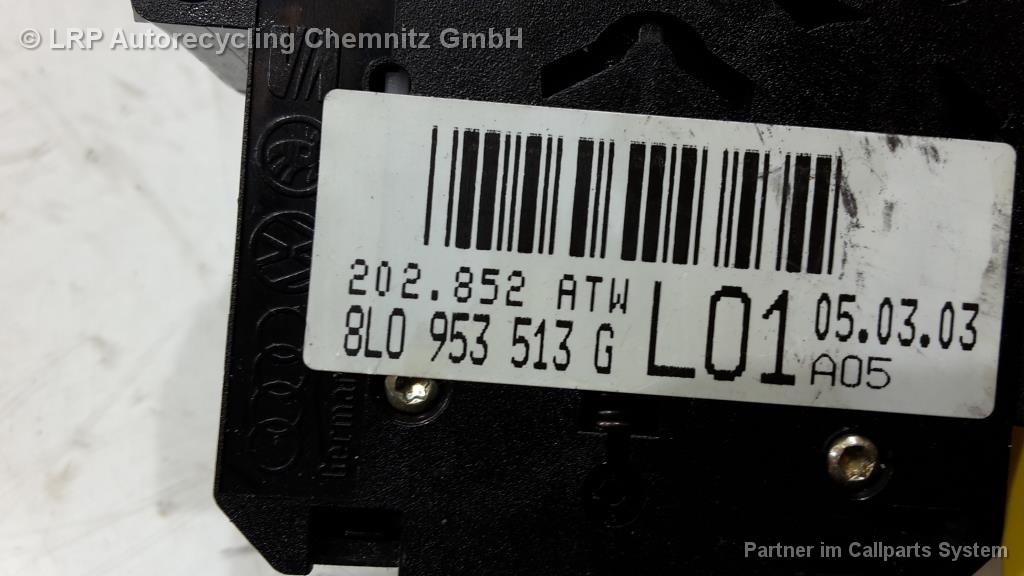 © LRP Autorecycling Chemnitz GmbH
202.852 ATW
8L0 953 513 G L01 05.03.03
A05
Partner im Callparts System